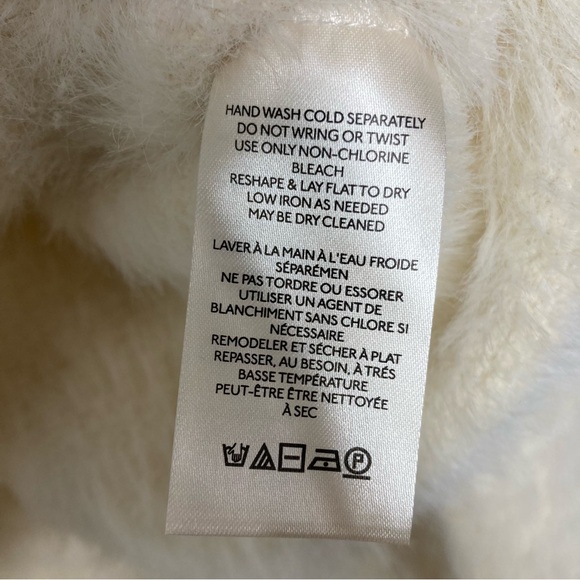 HAND WASH COLD SEPARATELY
DO NOT WRING OR TWIST
USE ONLY NON-CHLORINE
BLEACH
RESHAPE & LAY FLAT TO DRY
LOW IRON AS NEEDED
MAY BE DRY CLEANED
LAVER À LA MAIN À L'EAU FROIDE
SÉPARÉMEN
NE PAS TORDRE OU ESSORER
UTILISER UN AGENT DE
BLANCHIMENT SANS CHLORE SI
NÉCESSAIRE
REMODELER ET SÉCHER À PLAT
REPASSER, AU BESOIN, À TRÉS
BASSE TEMPÉRATURE
PEUT-ÊTRE ÊTRE NETTOYÉE
À SEC
P